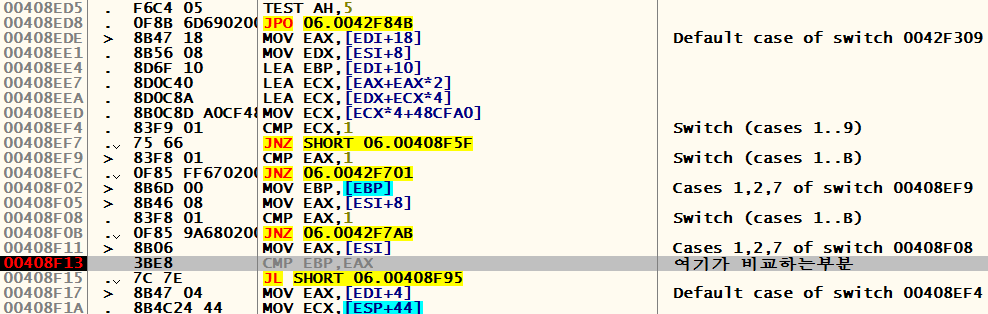 00408ED5 . F6C4 05 TEST AH,5
00408ED8 . 0F8B 6D690200 JPO 06.0042F84B
00408EDE > 8B47 18 MOV EAX,[EDI+18] Default case of switch 0042F309
00408EE1 . 8B56 08 MOV EDX,[ESI+8]
00408EE4 . 8D6F 10 LEA EBP,[EDI+10]
00408EE7 . 8D0C40 LEA ECX,[EAX+EAX*2]
00408EEA . 8D0C8A LEA ECX,[EDX+ECX*4]
00408EED . 8B0C8D A0CF48 MOV ECX,[ECX*4+48CFA0]
00408EF4 . 83F9 01 CMP ECX,1 Switch (cases 1..9)
00408EF7 .v 75 66 JNZ SHORT 06.00408F5F
00408EF9 > 83F8 01 CMP EAX,1 Switch (cases 1..B)
00408EFC .v 0F85 FF670200 JNZ 06.0042F701
00408F02 > 8B6D 00 MOV EBP,[EBP] Cases 1,2,7 of switch 00408EF9
00408F05 > 8B46 08 MOV EAX,[ESI+8]
00408F08 . 83F8 01 CMP EAX,1 Switch (cases 1..B)
00408F0B .v 0F85 9A680200 JNZ 06.0042F7AB
00408F11 > 8B06 MOV EAX,[ESI] Cases 1,2,7 of switch 00408F08
00408F13 3BE8 CMP EBP,EAX 여기가 비교하는부분
00408F15 .v 7C 7E JL SHORT 06.00408F95
00408F17 > 8B47 04 MOV EAX,[EDI+4] Default case of switch 00408EF4
00408F1A . 8B4C24 44 MOV ECX,[ESP+44]